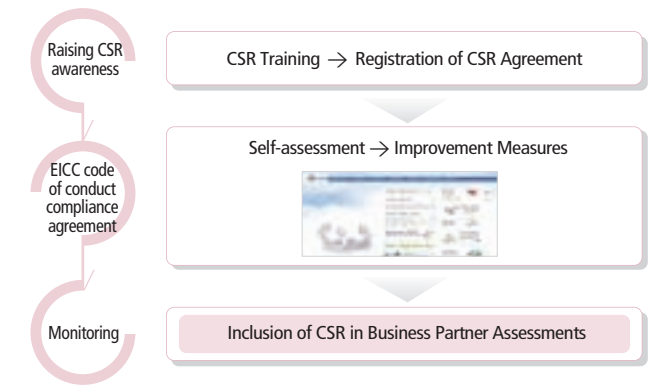 Raising CSR
awareness
CSR Training → Registration of CSR Agreement
EICC code
of conduct
compliance
agreement
Self-assessment → Improvement Measures
Monitoring
Inclusion of CSR in Business Partner Assessments